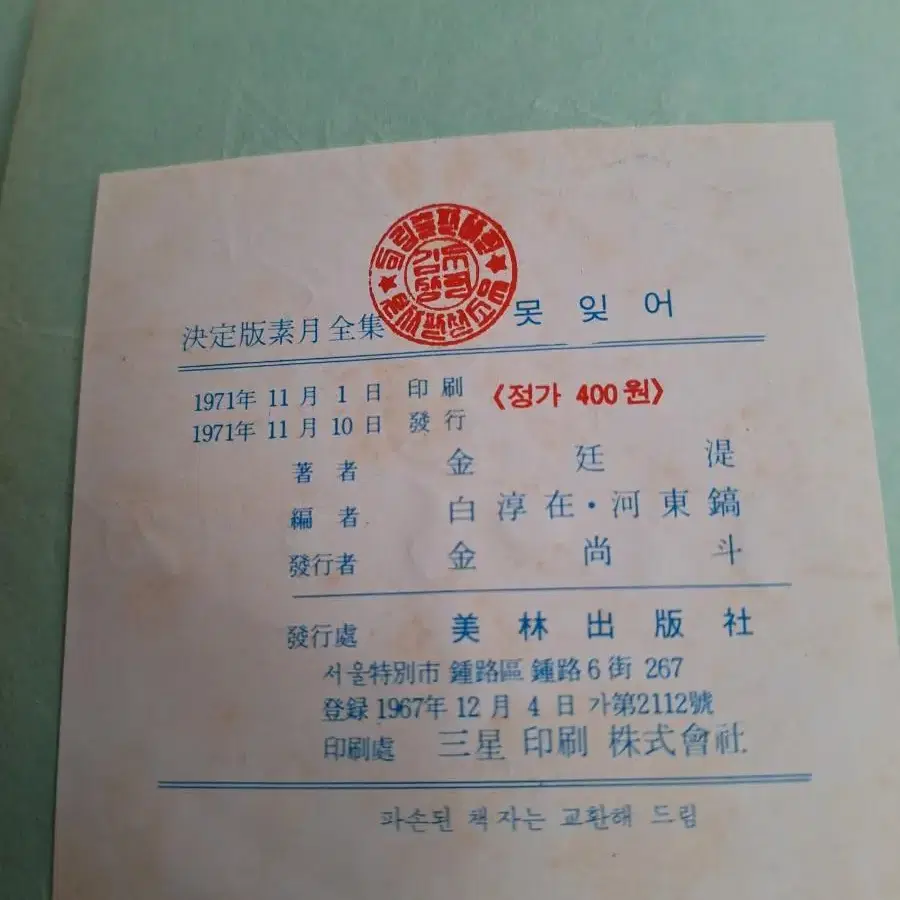 決定版素月全集 못 잊어
1971年 11 月 1 日 印 刷 《정가 400원》
1971年 11 月 10 日 發 行
著 者 金 廷 湜
編 者 白 淳 在 · 河 東 鎬
發行者 金 尚 斗
發行處 美 林 出 版 社
서울特別市 鍾路區 鍾路 6 街 267
登録 1967年 12 月 4 日 가第2112號
印刷處 三星 印刷 株式會社
파손된 책자는 교환해 드림